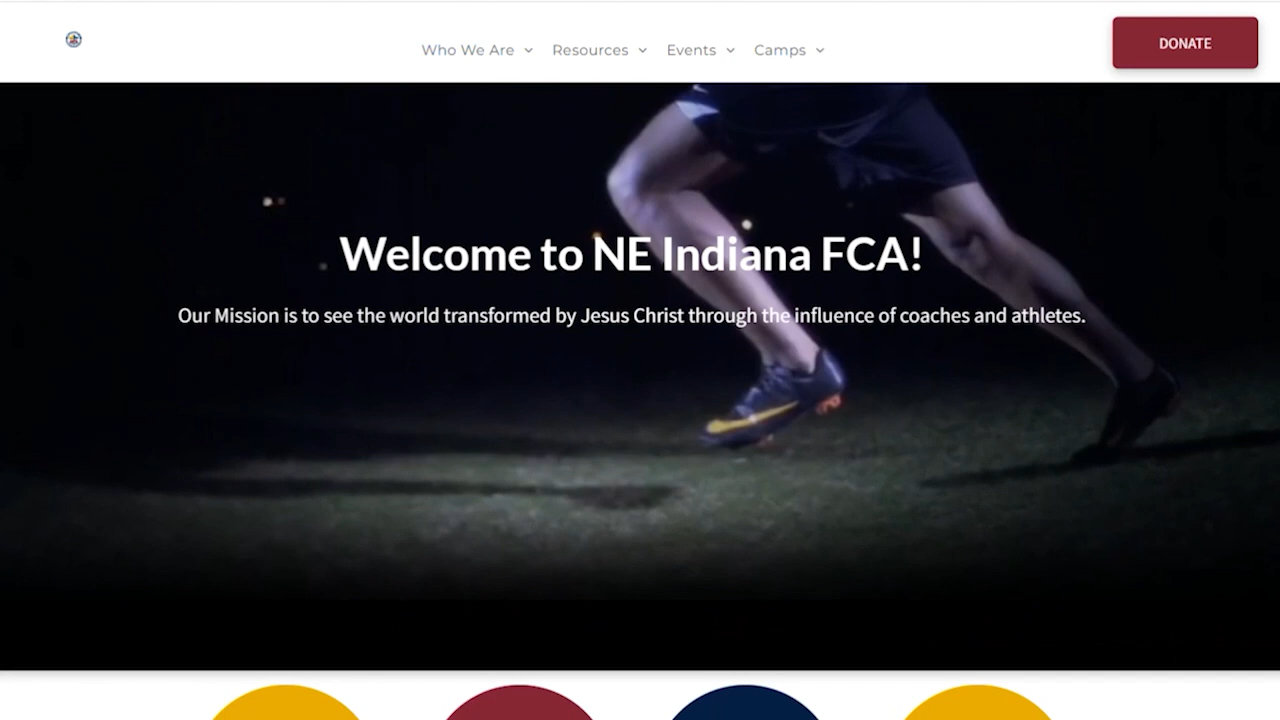 Who We Are
Resources
Events
Camps
DONATE
Welcome to NE Indiana FCA!
Our Mission is to see the world transformed by Jesus Christ through the influence of coaches and athletes.